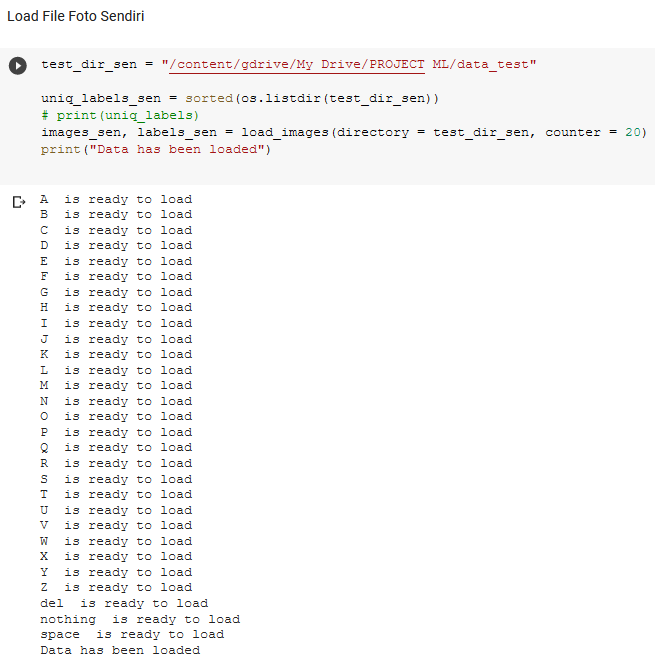 Load File Foto Sendiri
test_dir_sen = "/content/gdrive/My Drive/PROJECT ML/data_test"
uniq_labels_sen = sorted(os.listdir(test_dir_sen))
# print(uniq_labels)
images_sen, labels_sen = load_images(directory = test_dir_sen, counter = 20)
print("Data has been loaded")
A  is ready to load
B  is ready to load
C  is ready to load
D  is ready to load
E  is ready to load
F  is ready to load
G  is ready to load
H  is ready to load
I  is ready to load
J  is ready to load
K  is ready to load
L  is ready to load
M  is ready to load
N  is ready to load
O  is ready to load
P  is ready to load
Q  is ready to load
R  is ready to load
S  is ready to load
T  is ready to load
U  is ready to load
V  is ready to load
W  is ready to load
X  is ready to load
Y  is ready to load
Z  is ready to load
del  is ready to load
nothing  is ready to load
space  is ready to load
Data has been loaded